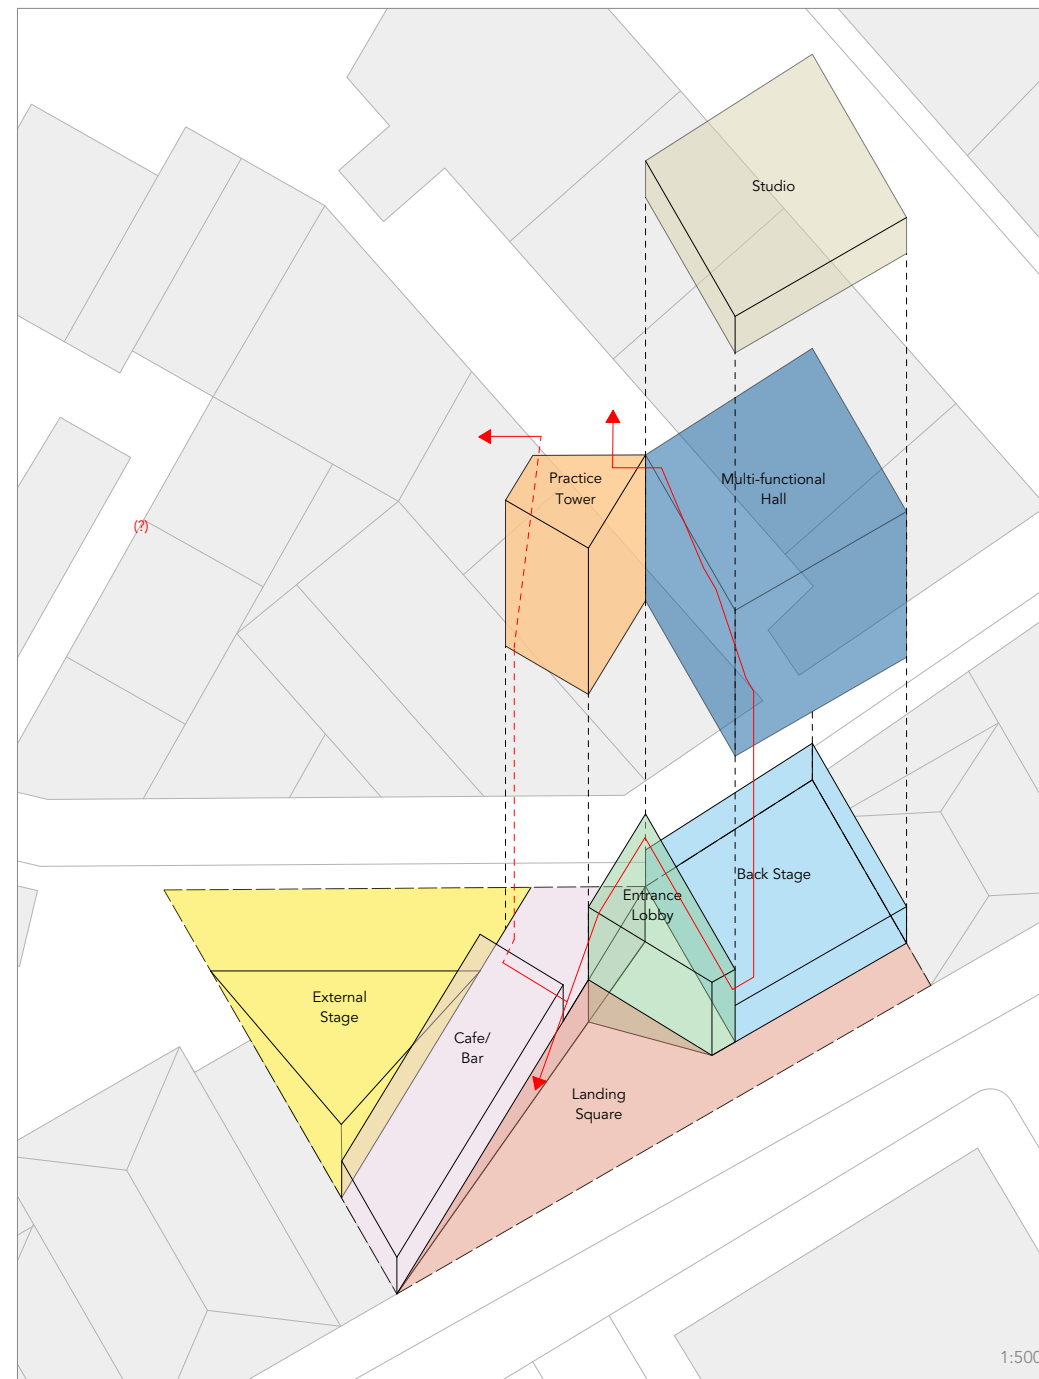 Studio
Multi-functional
Hall
Practice
Tower
(?)
Back Stage
Entrance
Lobby
External
Stage
Cafe/
Bar
Landing
Square
1:500